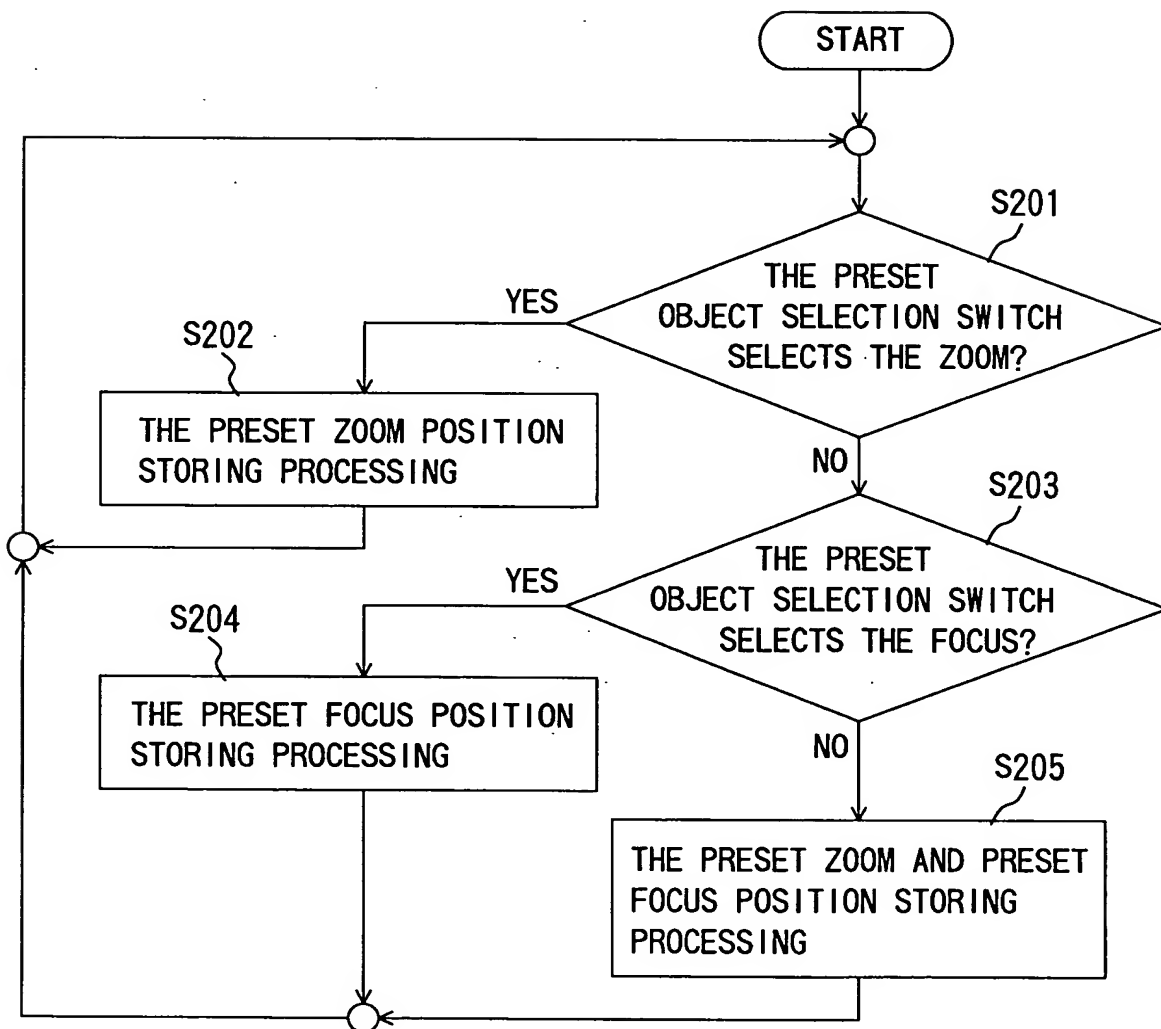 START
S201
THE PRESET
OBJECT SELECTION SWITCH
SELECTS THE ZOOM?
YES
S202
THE PRESET ZOOM POSITION
STORING PROCESSING
NO
S203
THE PRESET
OBJECT SELECTION SWITCH
SELECTS THE FOCUS?
YES
S204
THE PRESET FOCUS POSITION
STORING PROCESSING
NO
S205
THE PRESET ZOOM AND PRESET
FOCUS POSITION STORING
PROCESSING